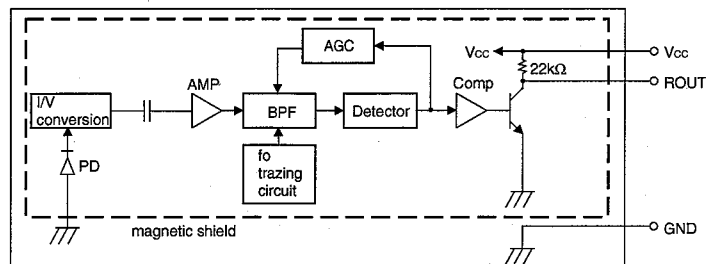 AGC
Vcc
Vcc
22kΩ
ROUT
AMP
Comp
I/V
conversion
BPF
Detector
PD
fo
trazing
circuit
magnetic shield
GND